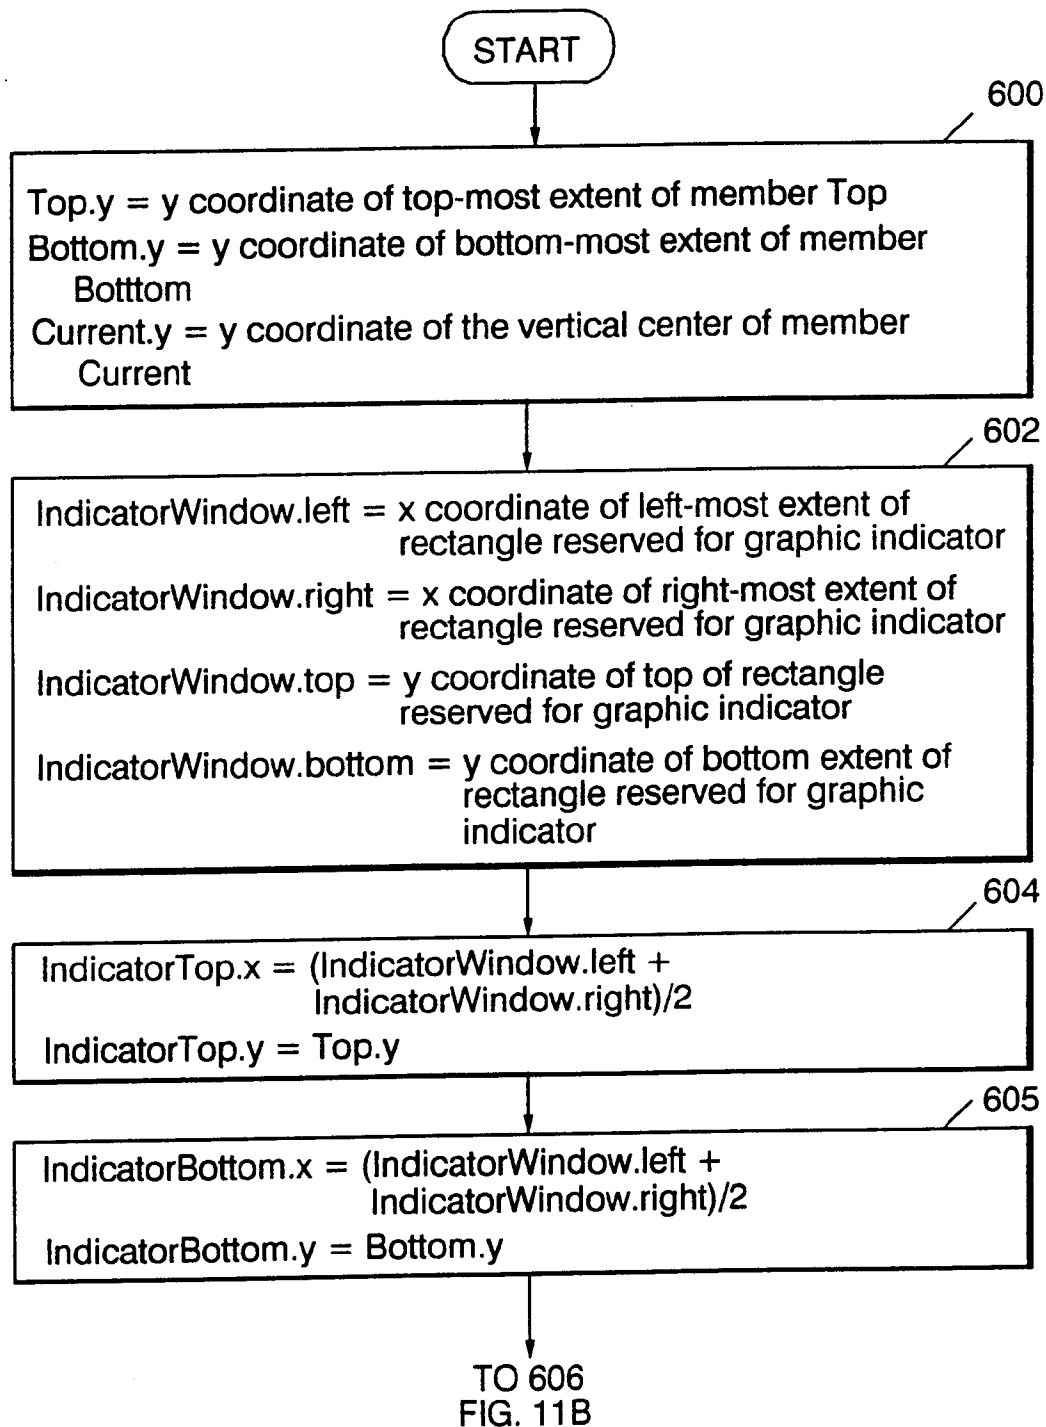 START
600
Top.y = y coordinate of top-most extent of member Top
Bottom.y = y coordinate of bottom-most extent of member
Botttom
Current.y = y coordinate of the vertical center of member
Current
602
IndicatorWindow.left = x coordinate of left-most extent of
rectangle reserved for graphic indicator
IndicatorWindow.right = x coordinate of right-most extent of
rectangle reserved for graphic indicator
IndicatorWindow.top = y coordinate of top of rectangle
reserved for graphic indicator
IndicatorWindow.bottom = y coordinate of bottom extent of
rectangle reserved for graphic
indicator
604
IndicatorTop.x = (IndicatorWindow.left +
IndicatorWindow.right)/2
IndicatorTop.y = Top.y
605
IndicatorBottom.x = (IndicatorWindow.left +
IndicatorWindow.right)/2
IndicatorBottom.y = Bottom.y
TO 606
FIG. 11B